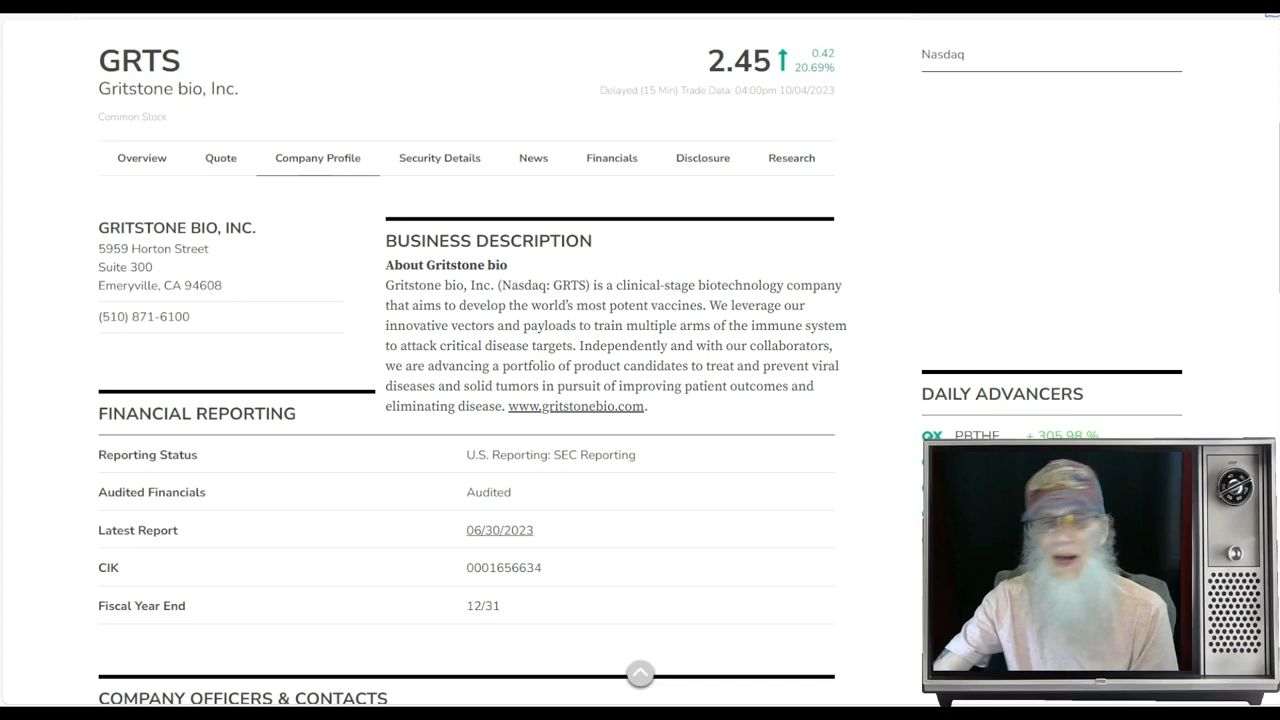 GRTS
Gritstone bio, Inc.
Common Stock
2.45
0.42
20.69%
Delayed (15 Min) Trade Data: 04:00pm 10/04/2023
Nasdaq
Overview Quote Company Profile Security Details News Financials Disclosure Research
GRITSTONE BIO, INC.
5959 Horton Street
Suite 300
Emeryville, CA 94608
(510) 871-6100
BUSINESS DESCRIPTION
About Gritstone bio
Gritstone bio, Inc. (Nasdaq: GRTS) is a clinical-stage biotechnology company
that aims to develop the world’s most potent vaccines. We leverage our
innovative vectors and payloads to train multiple arms of the immune system
to attack critical disease targets. Independently and with our collaborators,
we are advancing a portfolio of product candidates to treat and prevent viral
diseases and solid tumors in pursuit of improving patient outcomes and
eliminating disease. www.gritstonebio.com.
FINANCIAL REPORTING
Reporting Status U.S. Reporting: SEC Reporting
Audited Financials Audited
Latest Report 06/30/2023
CIK 0001656634
Fiscal Year End 12/31
COMPANY OFFICERS & CONTACTS
DAILY ADVANCERS
QX PBTHF + 305.98 %